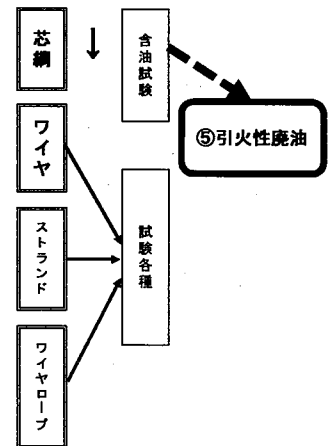 芯綱
含油試験
⑤引火性廃油
ワイヤ
ストランド
試験各種
ワイヤロープ